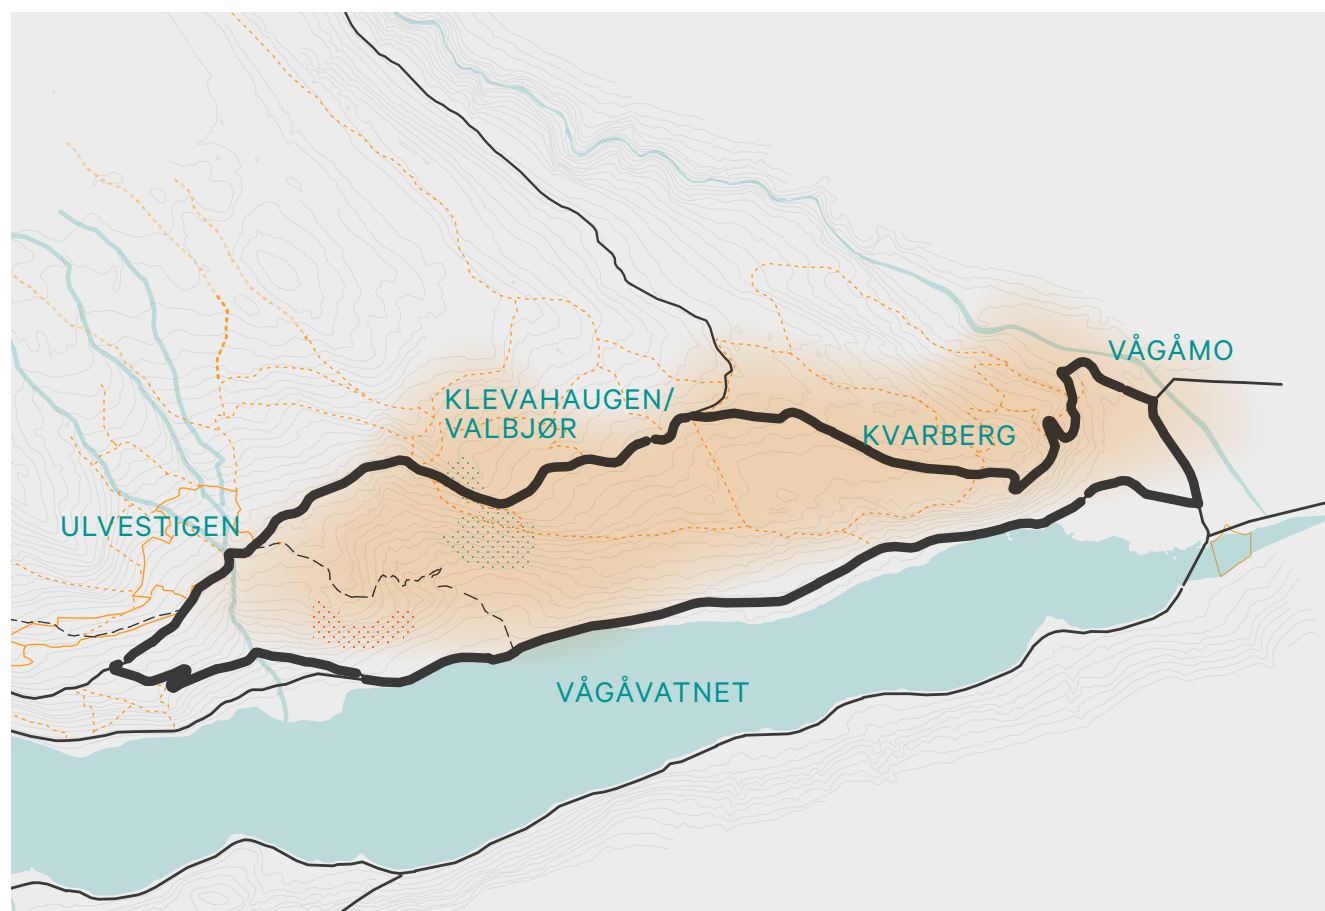 VÅGÅMO
KLEVAHAUGEN/
VALBJØR
KVARBERG
ULVESTIGEN
VÅGÅVATNET